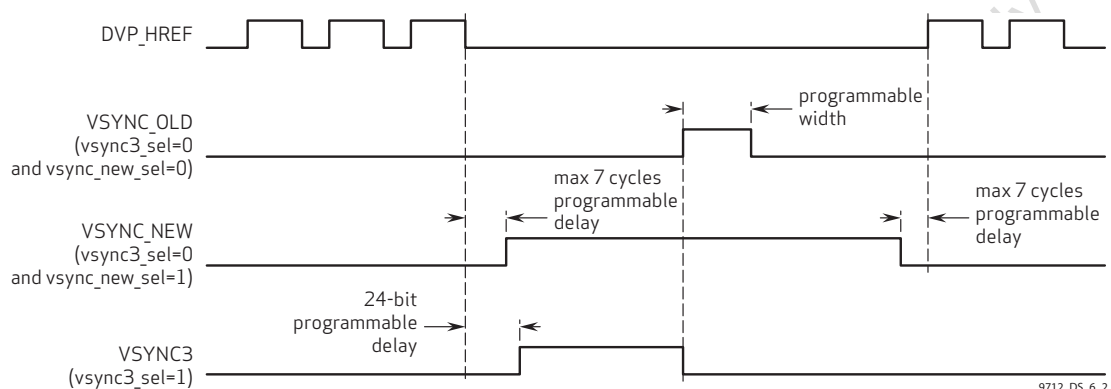 DVP_HREF
VSYNC_OLD
(vsync3_sel=0
and vsync_new_sel=0)
programmable
width
VSYNC_NEW
(vsync3_sel=0
and vsync_new_sel=1)
max 7 cycles
programmable
delay
max 7 cycles
programmable
delay
24-bit
programmable
delay
VSYNC3
(vsync3_sel=1)
9712_DS_6_2